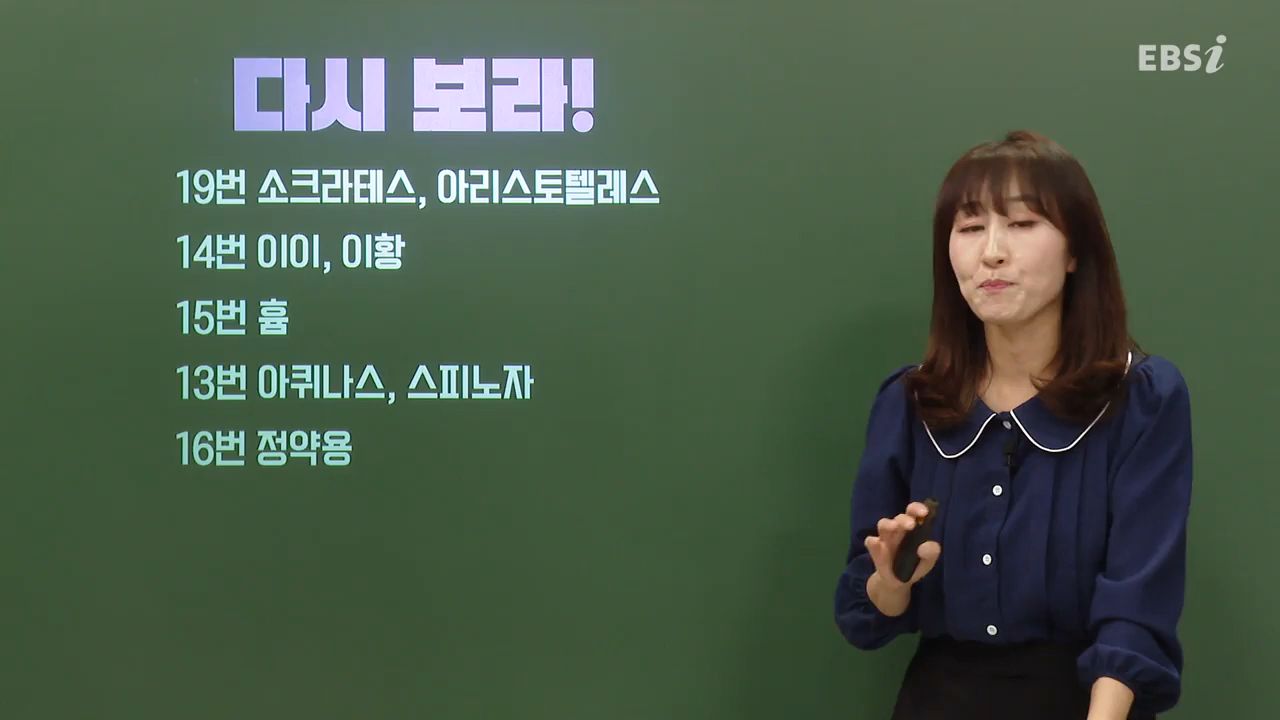 다시 보라!
EBSi
19번 소크라테스, 아리스토텔레스
14번 이이, 이황
15번 흄
13번 아퀴나스, 스피노자
16번 정약용